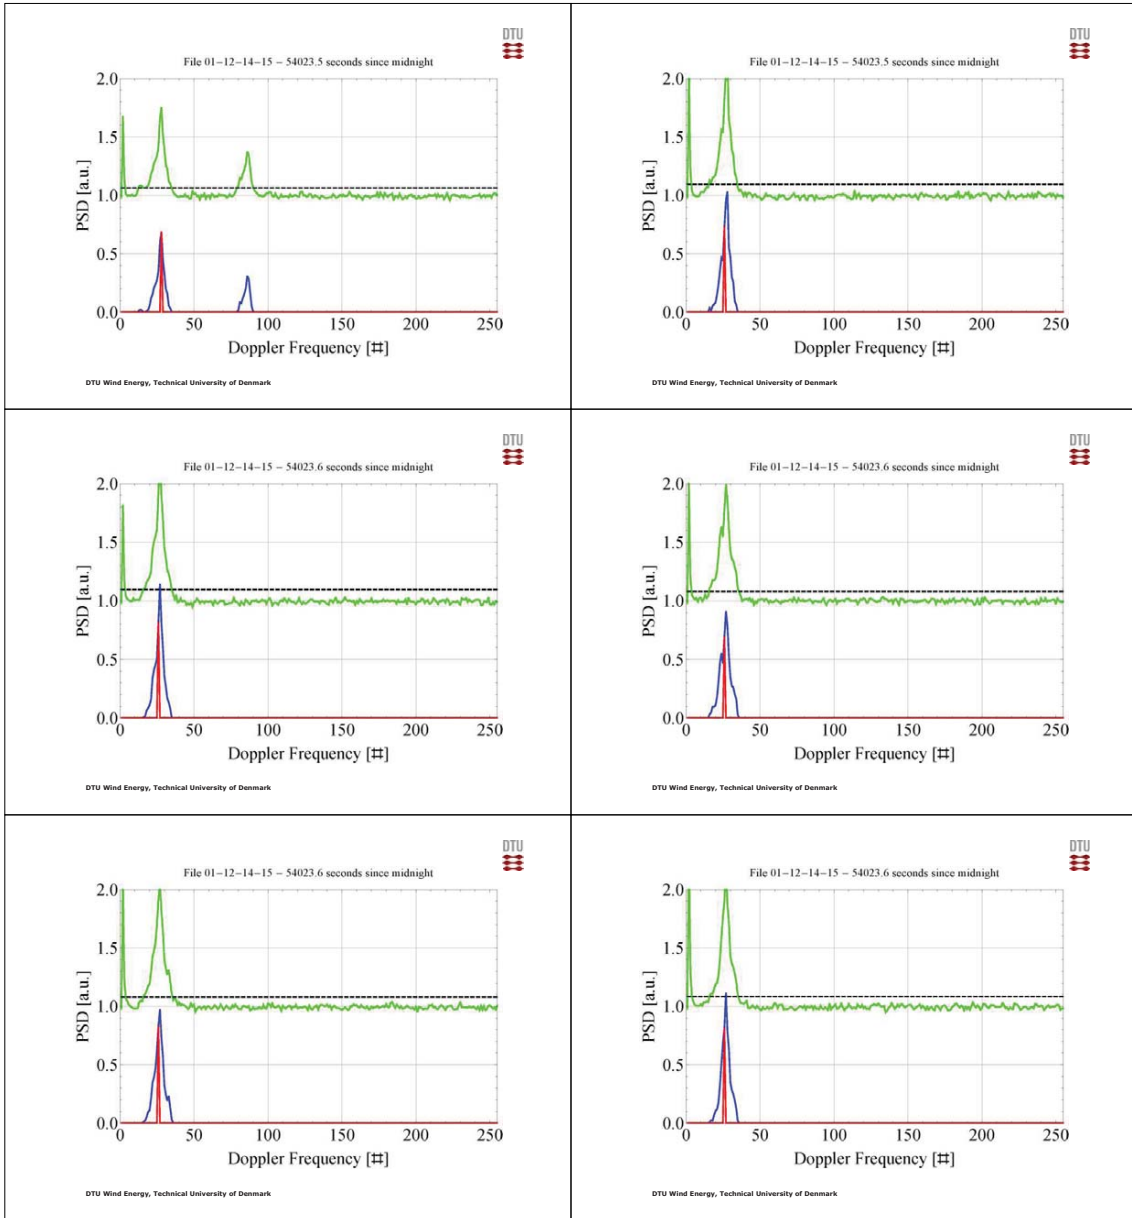 DTU
File 01-12-14-15 - 54023.5 seconds since midnight
2.0
1.5
1.0
0.5
0.0
PSD [a.u.]
0 50 100 150 200 250
Doppler Frequency [#]
DTU Wind Energy, Technical University of Denmark
DTU
File 01-12-14-15 - 54023.5 seconds since midnight
2.0
1.5
1.0
0.5
0.0
PSD [a.u.]
0 50 100 150 200 250
Doppler Frequency [#]
DTU Wind Energy, Technical University of Denmark
DTU
File 01-12-14-15 - 54023.6 seconds since midnight
2.0
1.5
1.0
0.5
0.0
PSD [a.u.]
0 50 100 150 200 250
Doppler Frequency [#]
DTU Wind Energy, Technical University of Denmark
DTU
File 01-12-14-15 - 54023.6 seconds since midnight
2.0
1.5
1.0
0.5
0.0
PSD [a.u.]
0 50 100 150 200 250
Doppler Frequency [#]
DTU Wind Energy, Technical University of Denmark
DTU
File 01-12-14-15 - 54023.6 seconds since midnight
2.0
1.5
1.0
0.5
0.0
PSD [a.u.]
0 50 100 150 200 250
Doppler Frequency [#]
DTU Wind Energy, Technical University of Denmark
DTU
File 01-12-14-15 - 54023.6 seconds since midnight
2.0
1.5
1.0
0.5
0.0
PSD [a.u.]
0 50 100 150 200 250
Doppler Frequency [#]
DTU Wind Energy, Technical University of Denmark